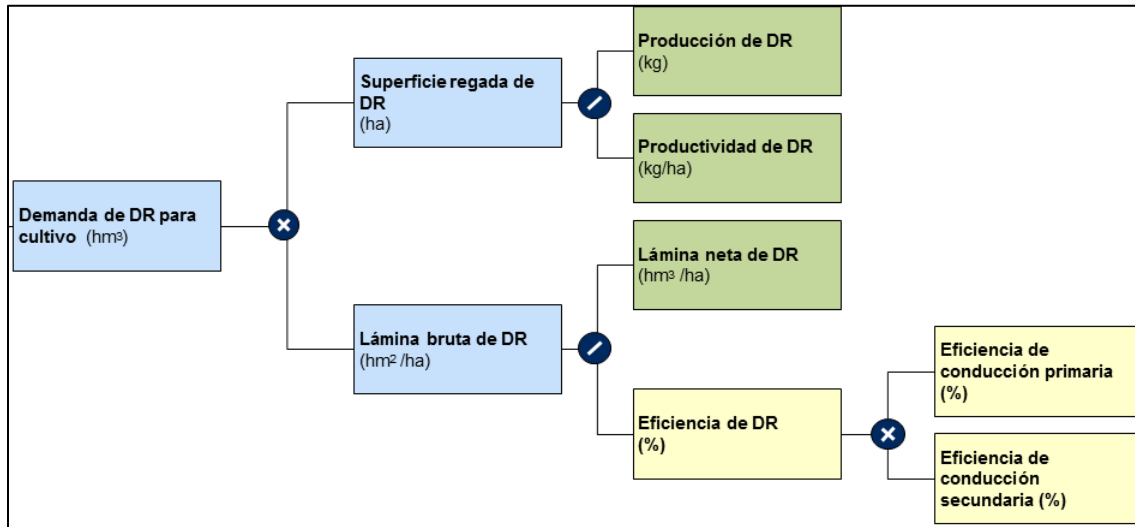 Producción de DR
(kg)
Superficie regada de
DR
(ha)
Productividad de DR
(kg/ha)
Demanda de DR para
cultivo (hm³)
Lámina neta de DR
(hm³ /ha)
Lámina bruta de DR
(hm² /ha)
Eficiencia de
conducción primaria
(%)
Eficiencia de DR
(%)
Eficiencia de
conducción
secundaria (%)